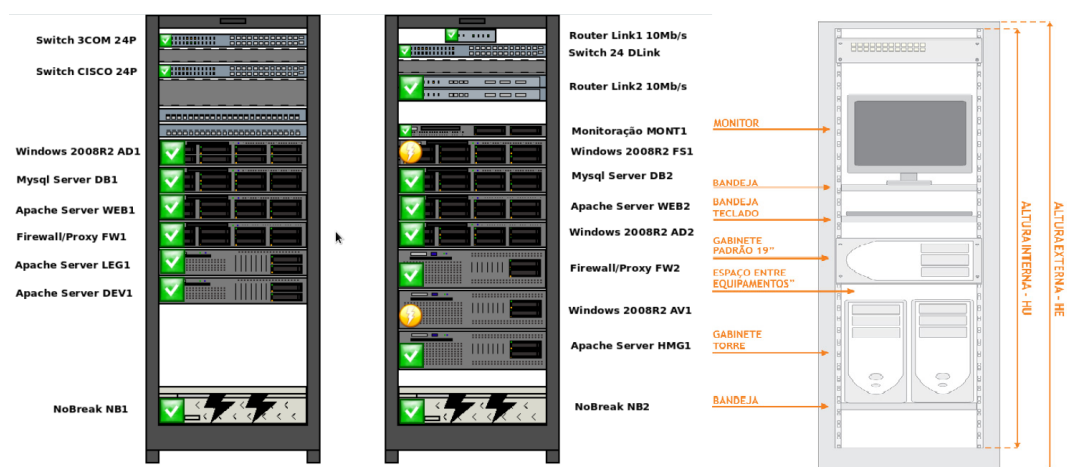 Switch 3COM 24P
Switch CISCO 24P
Windows 2008R2 AD1
Mysql Server DB1
Apache Server WEB1
Firewall/Proxy FW1
Apache Server LEG1
Apache Server DEV1
NoBreak NB1
Router Link1 10Mb/s
Switch 24 DLink
Router Link2 10Mb/s
Monitoração MONT1
Windows 2008R2 FS1
Mysql Server DB2
Apache Server WEB2
Windows 2008R2 AD2
Firewall/Proxy FW2
Windows 2008R2 AV1
Apache Server HMG1
NoBreak NB2
MONITOR
BANDEJA
BANDEJA
TECLADO
GABINETE
PADRÃO 19"
ESPAÇO ENTRE
EQUIPAMENTOS"
GABINETE
TORRE
BANDEJA
ALTURA INTERNA - HU
ALTURA EXTERNA - HE